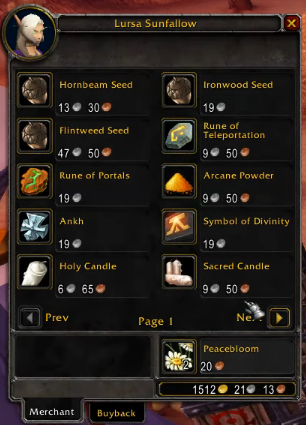 Lursa Sunfallow
Hornbeam Seed
13 30
Ironwood Seed
19
Flintweed Seed
47 50
Rune of
Teleportation
9 50
Rune of Portals
19
Arcane Powder
9 50
Ankh
19
Symbol of Divinity
19
Holy Candle
6 65
Sacred Candle
9 50
Prev
Page 1
Peacebloom
2
20
1512 21 13
Merchant
Buyback